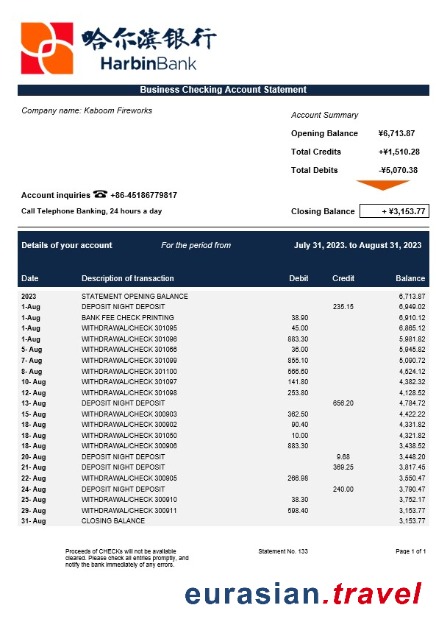 哈尔滨银行
HarbinBank
Business Checking Account Statement
Company name: Kaboom Fireworks
Account Summary
Opening Balance ¥6,713.87
Total Credits +¥1,510.28
Total Debits -¥5,070.38
Account inquiries ☎ +86-45186779817
Call Telephone Banking, 24 hours a day
Closing Balance + ¥3,153.77
Details of your account For the period from July 31, 2023. to August 31, 2023
Date Description of transaction Debit Credit Balance
2023 STATEMENT OPENING BALANCE 6,713.87
1-Aug DEPOSIT NIGHT DEPOSIT 235.15 6,949.02
1-Aug BANK FEE CHECK PRINTING 38.90 6,910.12
1-Aug WITHDRAWAL/CHECK 301095 45.00 6,865.12
1-Aug WITHDRAWAL/CHECK 301096 883.30 5,981.82
5- Aug WITHDRAWAL/CHECK 301066 36.00 5,945.82
7- Aug WITHDRAWAL/CHECK 301099 855.10 5,090.72
8- Aug WITHDRAWAL/CHECK 301100 566.60 4,524.12
10- Aug WITHDRAWAL/CHECK 301097 141.80 4,382.32
12- Aug WITHDRAWAL/CHECK 301098 253.80 4,128.52
13- Aug DEPOSIT NIGHT DEPOSIT 656.20 4,784.72
15- Aug WITHDRAWAL/CHECK 300903 362.50 4,422.22
18- Aug WITHDRAWAL/CHECK 300902 90.40 4,331.82
18- Aug WITHDRAWAL/CHECK 301050 10.00 4,321.82
18- Aug WITHDRAWAL/CHECK 300906 883.30 3,438.52
20- Aug DEPOSIT NIGHT DEPOSIT 9.68 3,448.20
21- Aug DEPOSIT NIGHT DEPOSIT 369.25 3,817.45
22- Aug WITHDRAWAL/CHECK 300905 266.98 3,550.47
24- Aug DEPOSIT NIGHT DEPOSIT 240.00 3,790.47
25- Aug WITHDRAWAL/CHECK 300910 38.30 3,752.17
29- Aug WITHDRAWAL/CHECK 300911 598.40 3,153.77
31- Aug CLOSING BALANCE 3,153.77
Proceeds of CHECKs will not be available Statement No. 133 Page 1 of 1
cleared. Please check all entries promptly, and
notify the bank immediately of any errors.
eurasian.travel